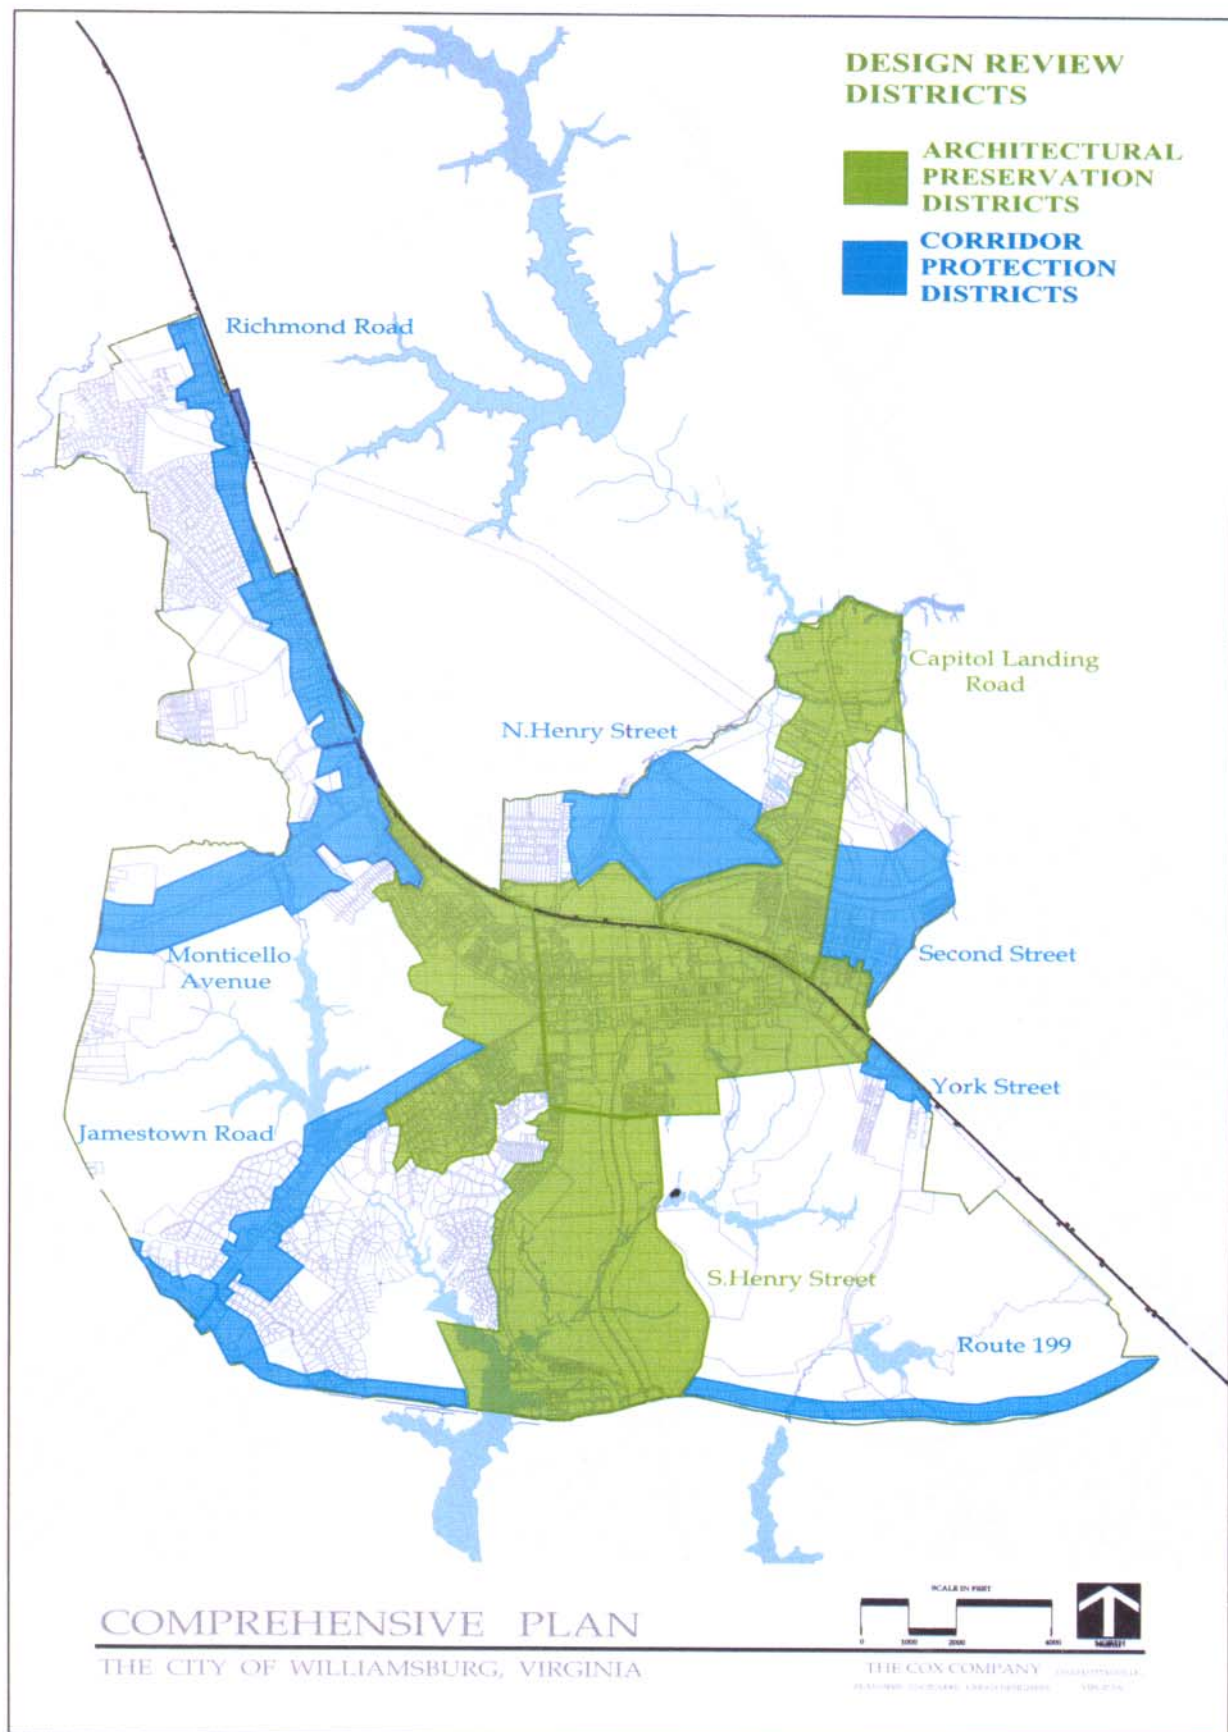 DESIGN REVIEW
DISTRICTS
ARCHITECTURAL
PRESERVATION
DISTRICTS
CORRIDOR
PROTECTION
DISTRICTS
Richmond Road
Capitol Landing
Road
N.Henry Street
Second Street
Monticello
Avenue
York Street
Jamestown Road
S.Henry Street
Route 199
COMPREHENSIVE PLAN
THE CITY OF WILLIAMSBURG, VIRGINIA
SCALE IN FEET
0 1000 2000 4000
NORTH
THE COX COMPANY
VIRGINIA